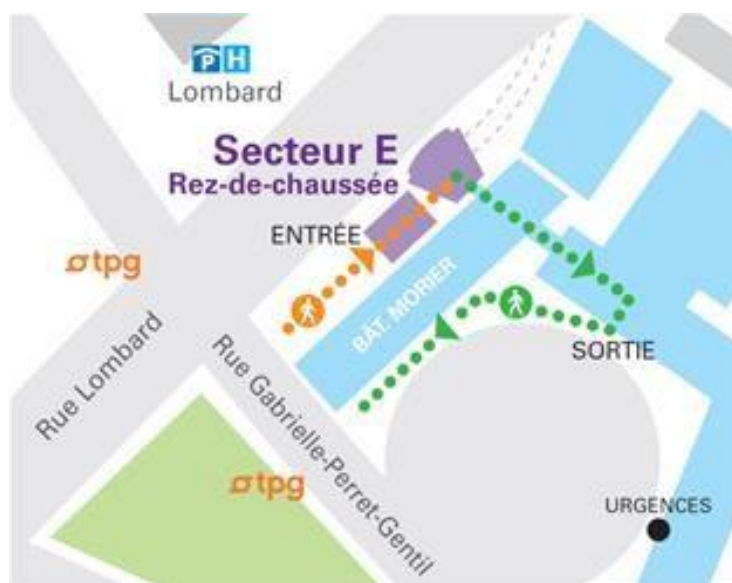 P H
Lombard
Secteur E
Rez-de-chaussée
ENTRÉE
tpg
BÂT. MORIER
SORTIE
Rue Lombard
Rue Gabrielle-Perret-Gentil
tpg
URGENCES